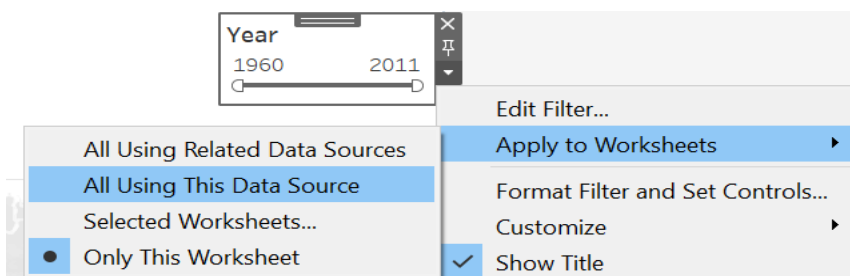 Year
1960 2011
Edit Filter...
Apply to Worksheets
Format Filter and Set Controls...
Customize
Show Title
All Using Related Data Sources
All Using This Data Source
Selected Worksheets...
Only This Worksheet